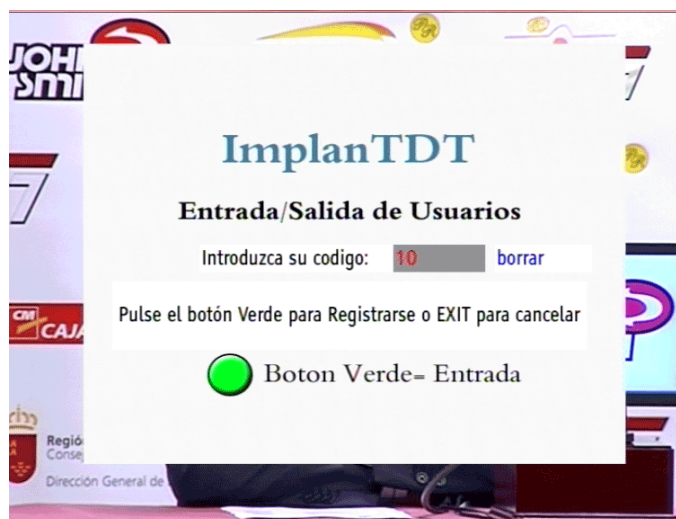 JOH
SMI
ImplanTDT
Entrada/Salida de Usuarios
Introduzca su codigo: 10 borrar
Pulse el botón Verde para Registrarse o EXIT para cancelar
Boton Verde= Entrada
CM
CAJA
Regió
Conse
Dirección General de